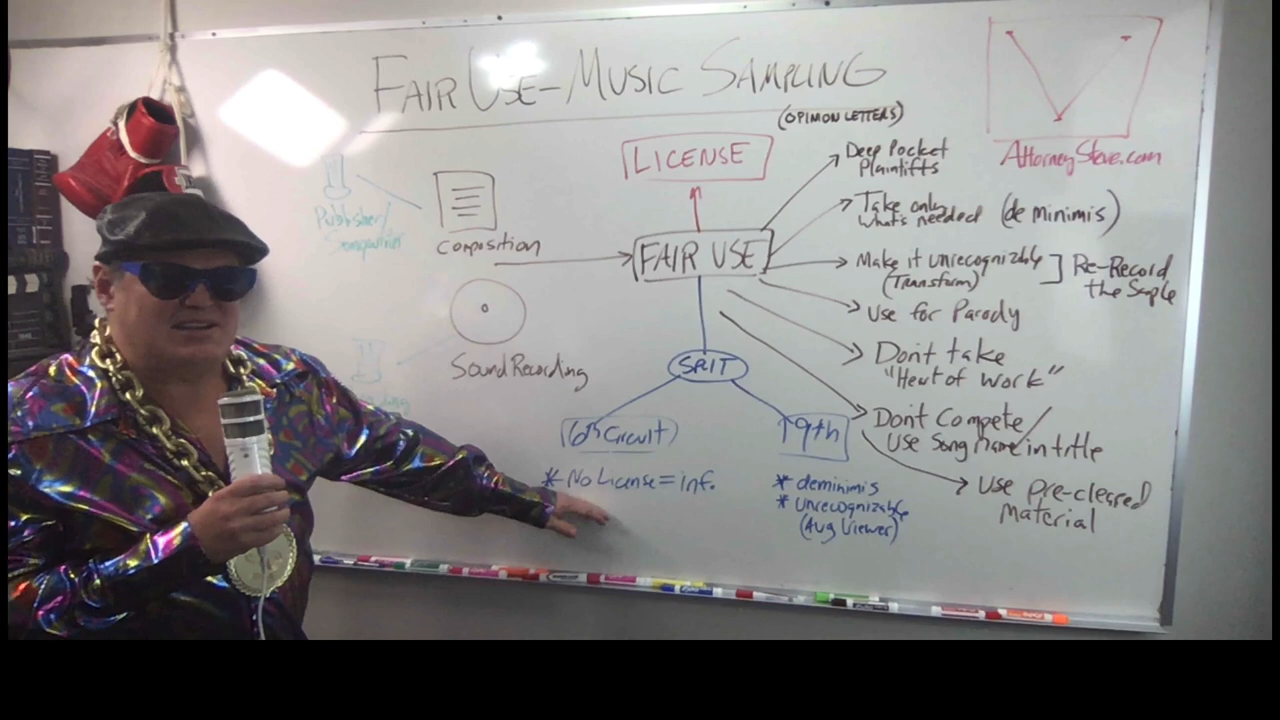 FAIR USE - MUSIC SAMPLING
(OPINION LETTERS)
AttorneySteve.com
LICENSE
Deep Pocket
Plaintiffs
Take only
what's needed (de minimis)
Publisher/
Composition
FAIR USE
Make it unrecognizable
(Transform)
Re-Record
the Sample
Use for Parody
Sound Recording
SPLIT
Don't take
"Heart of Work"
6th Circuit
9th
Don't Compete/
Use Song name in title
* No License = inf.
* deminimis
* unrecognizable
(Avg Viewer)
Use pre-cleared
Material